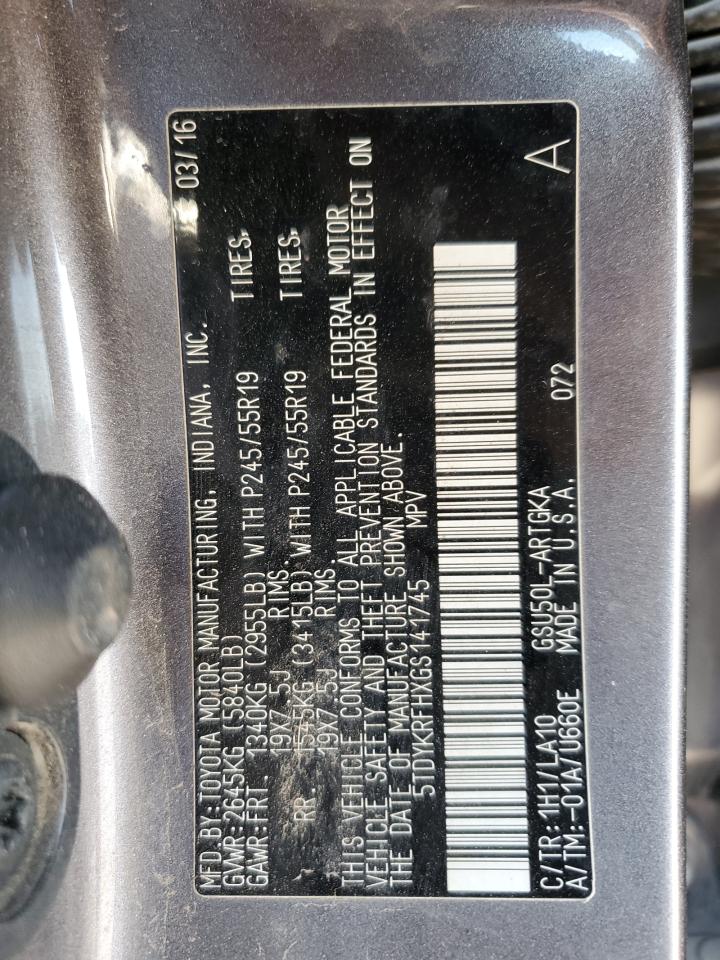 MFD.BY:TOYOTA MOTOR MANUFACTURING, INDIANA, INC. 03/16
GVWR:2645KG (5840LB)
GAWR:FRT. 1340KG (2955LB) WITH P245/55R19 TIRES,
19X7.5J RIMS.
RR. (3415LB) WITH P245/55R19 TIRES,
19X7.5J RIMS.
THIS VEHICLE CONFORMS TO ALL APPLICABLE FEDERAL MOTOR
VEHICLE SAFETY AND THEFT PREVENTION STANDARDS IN EFFECT ON
THE DATE OF MANUFACTURE SHOWN ABOVE.
5TDYKRFHXGS141745 MPV
A
C/TR: 1H1/LA10 GSU50L-ARTGKA 072
A/TM:-01A/U660E MADE IN U.S.A.